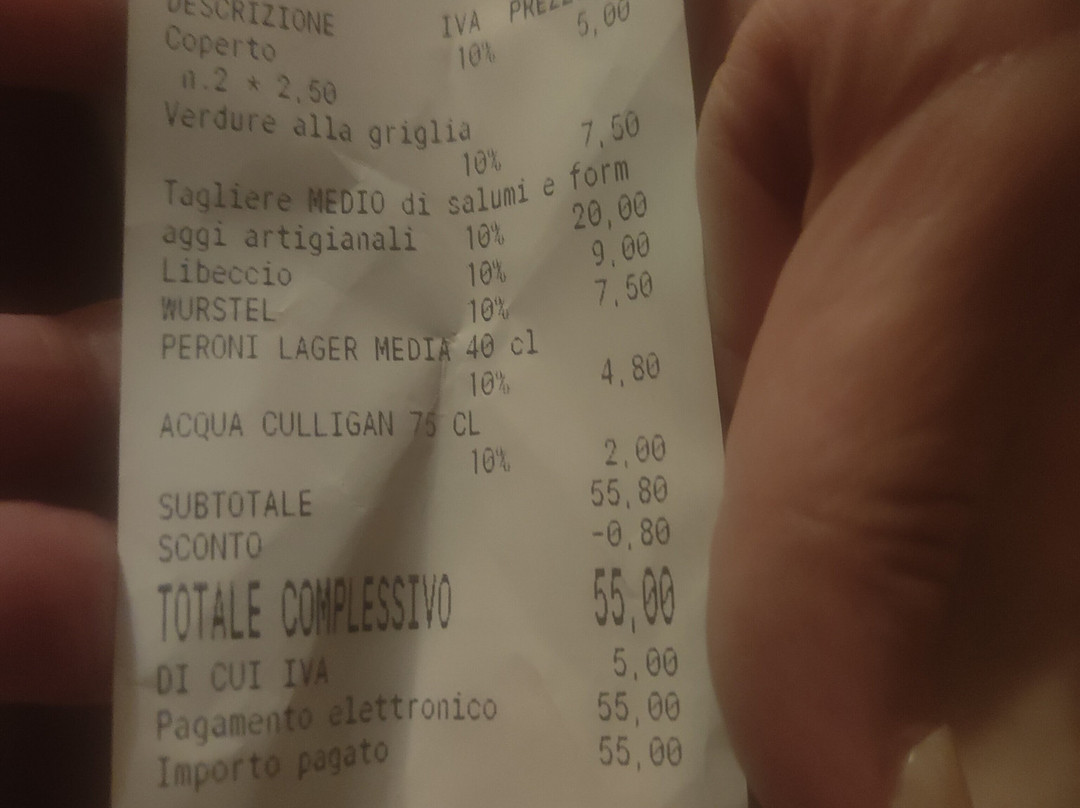 DESCRIZIONE IVA PREZZ
Coperto 10% 5,00
n.2 * 2,50
Verdure alla griglia
10% 7,50
Tagliere MEDIO di salumi e form
aggi artigianali 10% 20,00
Libeccio 10% 9,00
WURSTEL 10% 7,50
PERONI LAGER MEDIA 40 cl
10% 4,80
ACQUA CULLIGAN 75 CL
10% 2,00
SUBTOTALE 55,80
SCONTO -0,80
TOTALE COMPLESSIVO 55,00
DI CUI IVA 5,00
Pagamento elettronico 55,00
Importo pagato 55,00